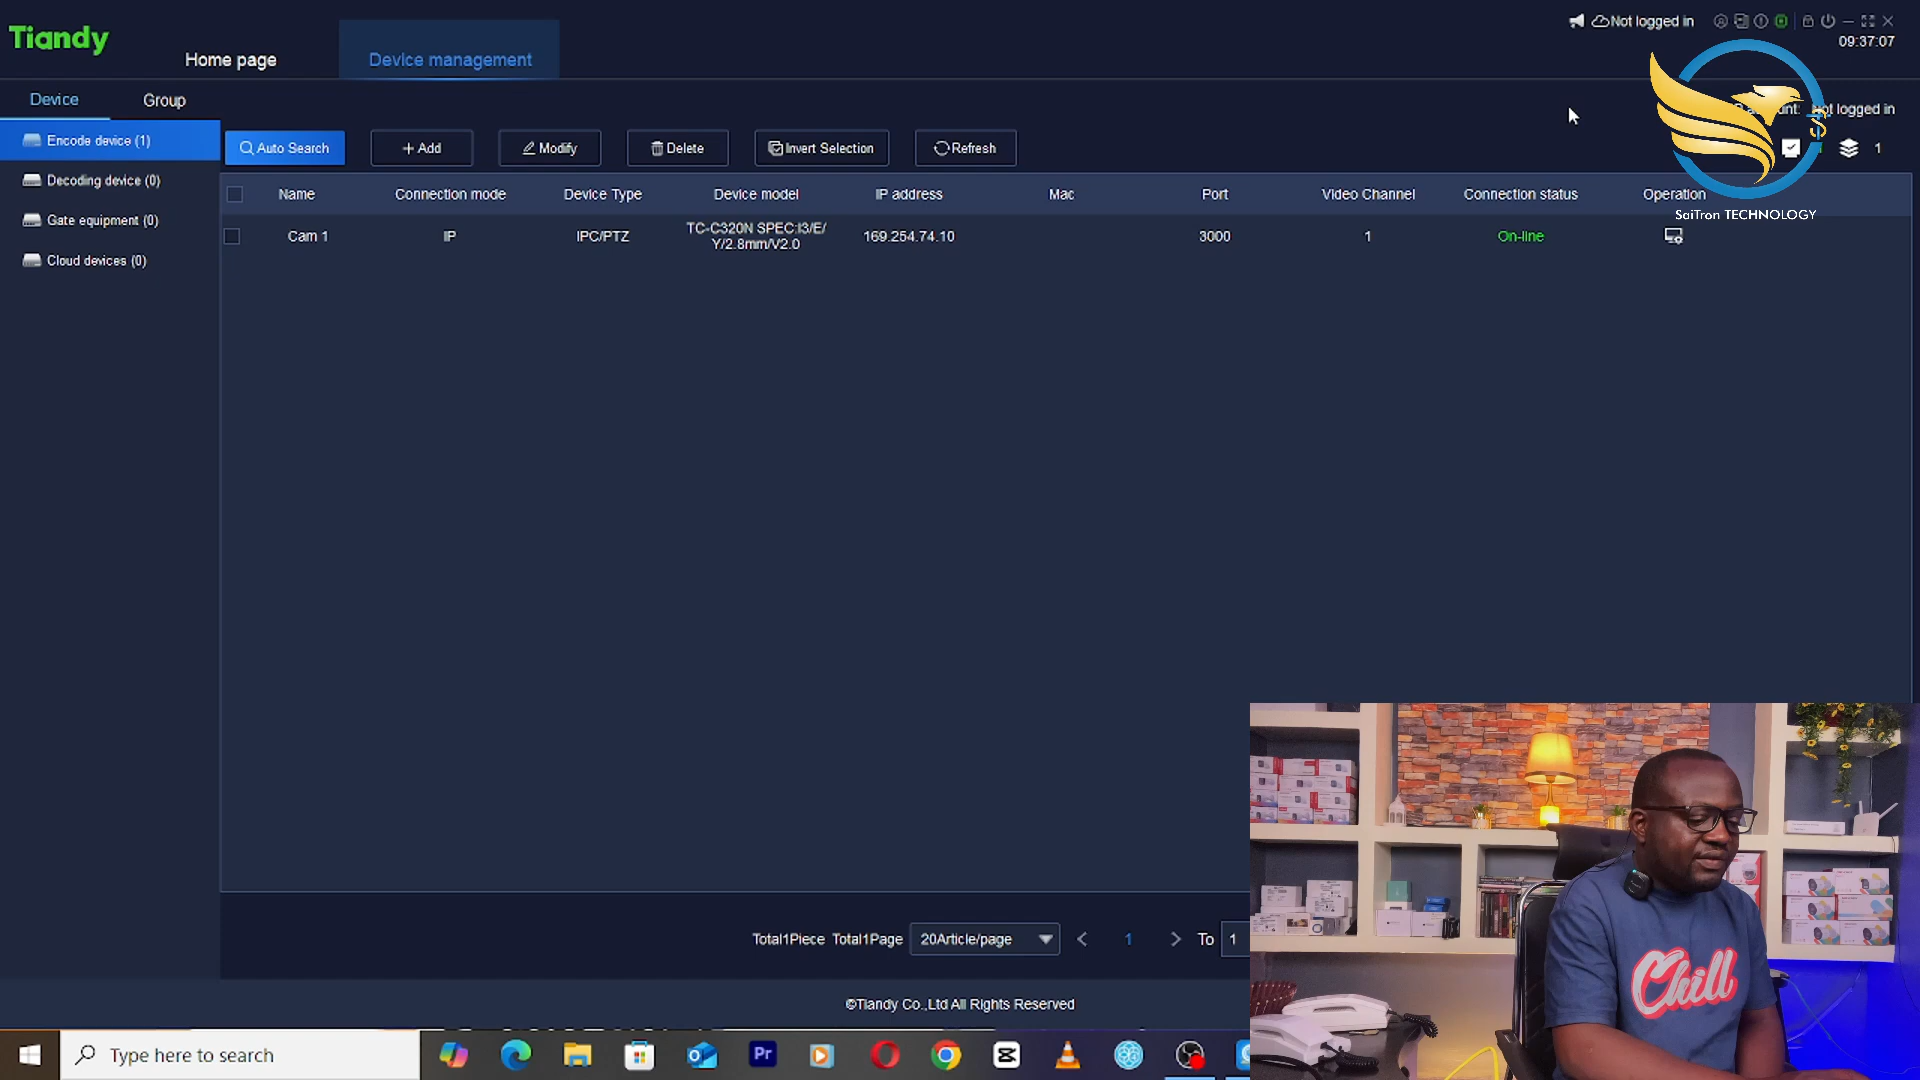 Tiandy
Home page
Device management
Not logged in
09:37:07
Device
Group
Not logged in
Encode device (1)
Decoding device (0)
Gate equipment (0)
Cloud devices (0)
Auto Search
+ Add
Modify
Delete
Invert Selection
Refresh
1
SaiTron TECHNOLOGY
Name
Connection mode
Device Type
Device model
IP address
Mac
Port
Video Channel
Connection status
Operation
Cam 1
IP
IPC/PTZ
TC-C320N SPEC:I3/E/
Y/2.8mm/V2.0
169.254.74.10
3000
1
On-line
Total1Piece Total1Page
20Article/page
< 1 > To 1
©Tiandy Co.,Ltd All Rights Reserved
Type here to search
Pr
Chill